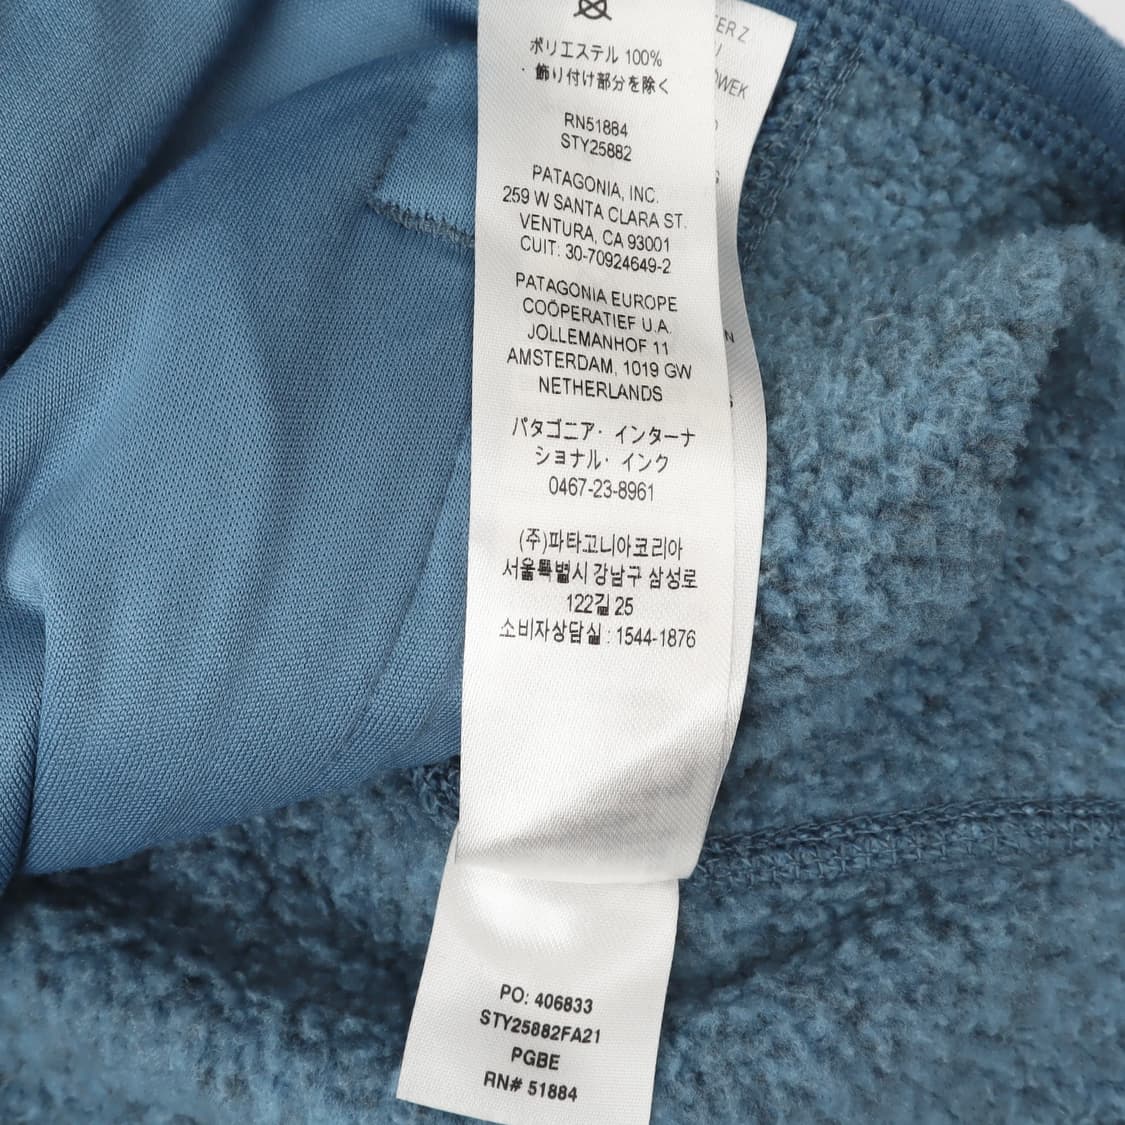 ポリエステル 100%
・飾り付け部分を除く
RN51884
STY25882
PATAGONIA, INC.
259 W SANTA CLARA ST.
VENTURA, CA 93001
CUIT: 30-70924649-2
PATAGONIA EUROPE
COÖPERATIEF U.A.
JOLLEMANHOF 11
AMSTERDAM, 1019 GW
NETHERLANDS
パタゴニア・インターナ
ショナル・インク
0467-23-8961
(주)파타고니아코리아
서울특별시 강남구 삼성로
122길 25
소비자상담실 : 1544-1876
PO: 406833
STY25882FA21
PGBE
RN# 51884